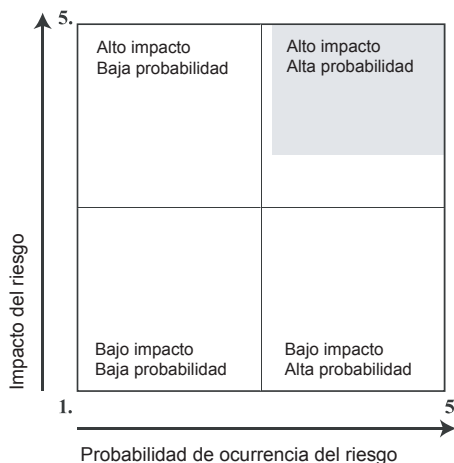 5.
Alto impacto
Baja probabilidad
Alto impacto
Alta probabilidad
Impacto del riesgo
Bajo impacto
Baja probabilidad
Bajo impacto
Alta probabilidad
1.
5
Probabilidad de ocurrencia del riesgo